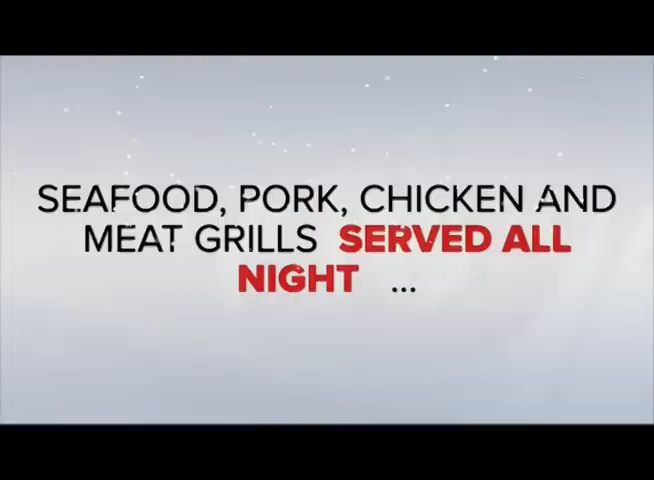 SEAFOOD, PORK, CHICKEN AND
MEAT GRILLS SERVED ALL
NIGHT ...